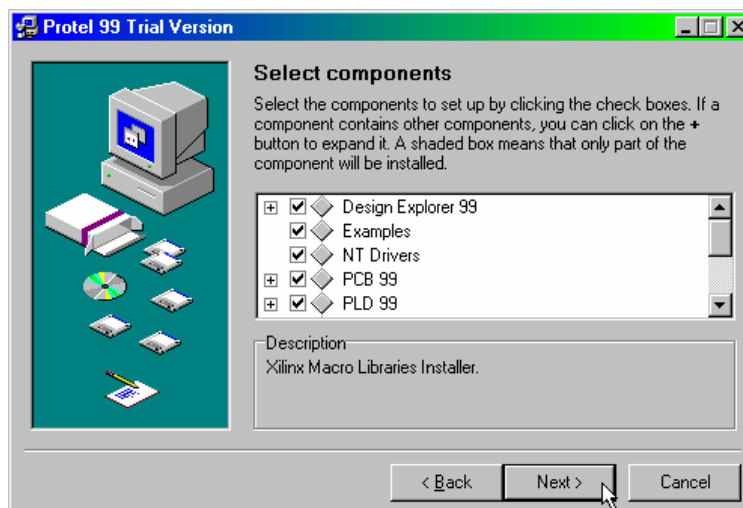 Protel 99 Trial Version
Select components
Select the components to set up by clicking the check boxes. If a
component contains other components, you can click on the +
button to expand it. A shaded box means that only part of the
component will be installed.
Design Explorer 99
Examples
NT Drivers
PCB 99
PLD 99
Description
Xilinx Macro Libraries Installer.
< Back
Next >
Cancel